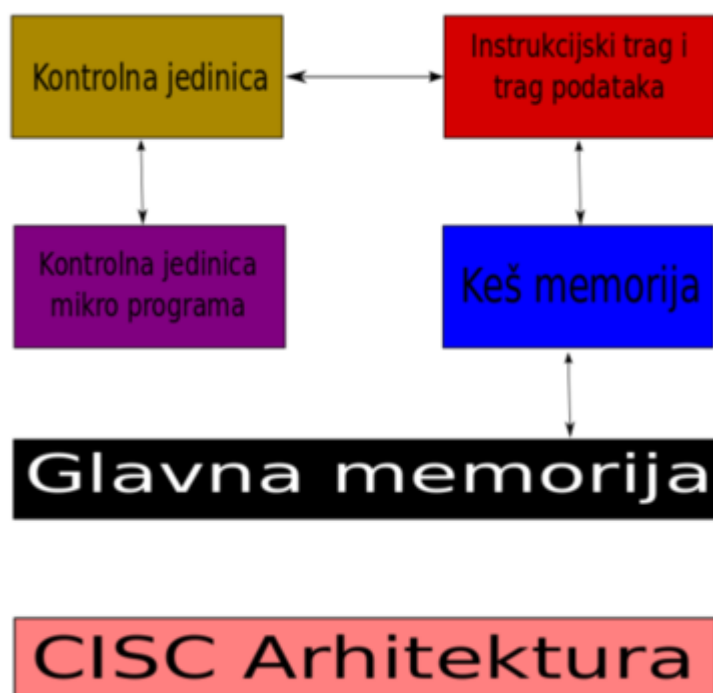 Kontrolna jedinica
Instrukcijski trag i
trag podataka
Kontrolna jedinica
mikro programa
Keš memorija
Glavna memorija
CISC Arhitektura